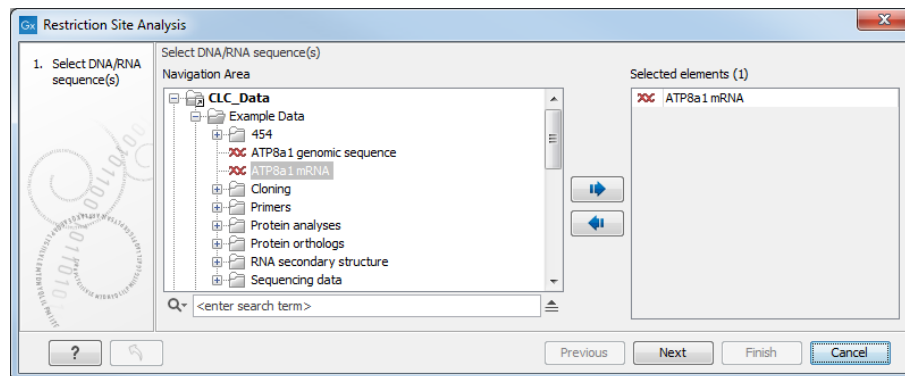 Gx Restriction Site Analysis
X
1. Select DNA/RNA
sequence(s)
Select DNA/RNA sequence(s)
Navigation Area
CLC_Data
Example Data
454
ATP8a1 genomic sequence
ATP8a1 mRNA
Cloning
Primers
Protein analyses
Protein orthologs
RNA secondary structure
Sequencing data
<enter search term>
Selected elements (1)
ATP8a1 mRNA
?
Previous
Next
Finish
Cancel